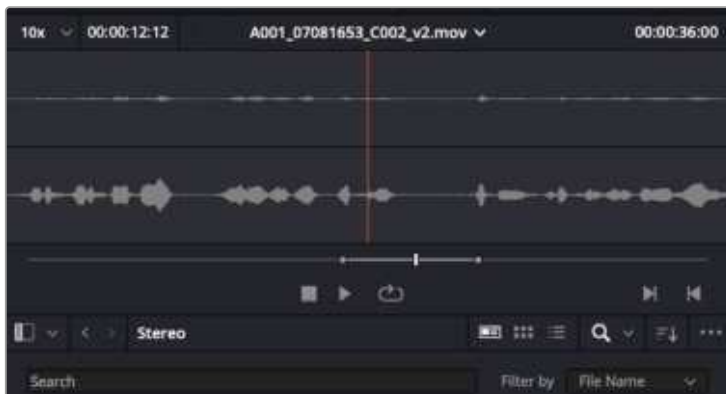 10x 00:00:12:12 A001_07081653_C002_v2.mov 00:00:36:00
Stereo
Search Filter by File Name